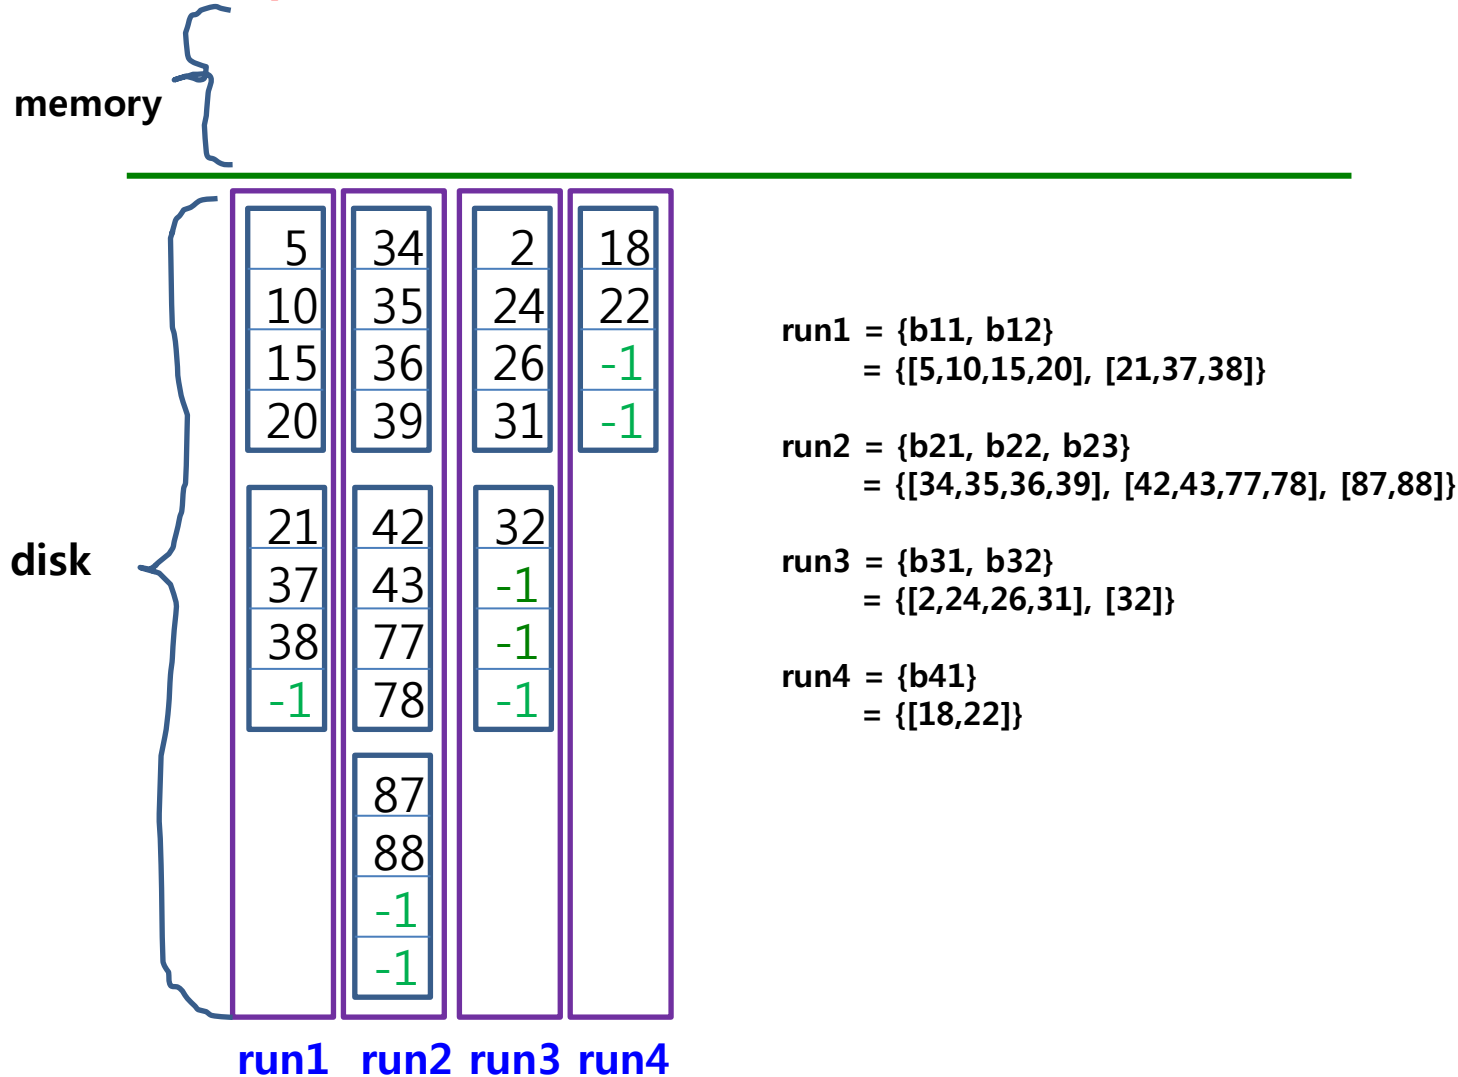 memory
disk
5 34 2 18
10 35 24 22
15 36 26 -1
20 39 31 -1
21 42 32
37 43 -1
38 77 -1
-1 78 -1
87
88
-1
-1
run1 run2 run3 run4
run1 = {b11, b12}
= {[5,10,15,20], [21,37,38]}
run2 = {b21, b22, b23}
= {[34,35,36,39], [42,43,77,78], [87,88]}
run3 = {b31, b32}
= {[2,24,26,31], [32]}
run4 = {b41}
= {[18,22]}